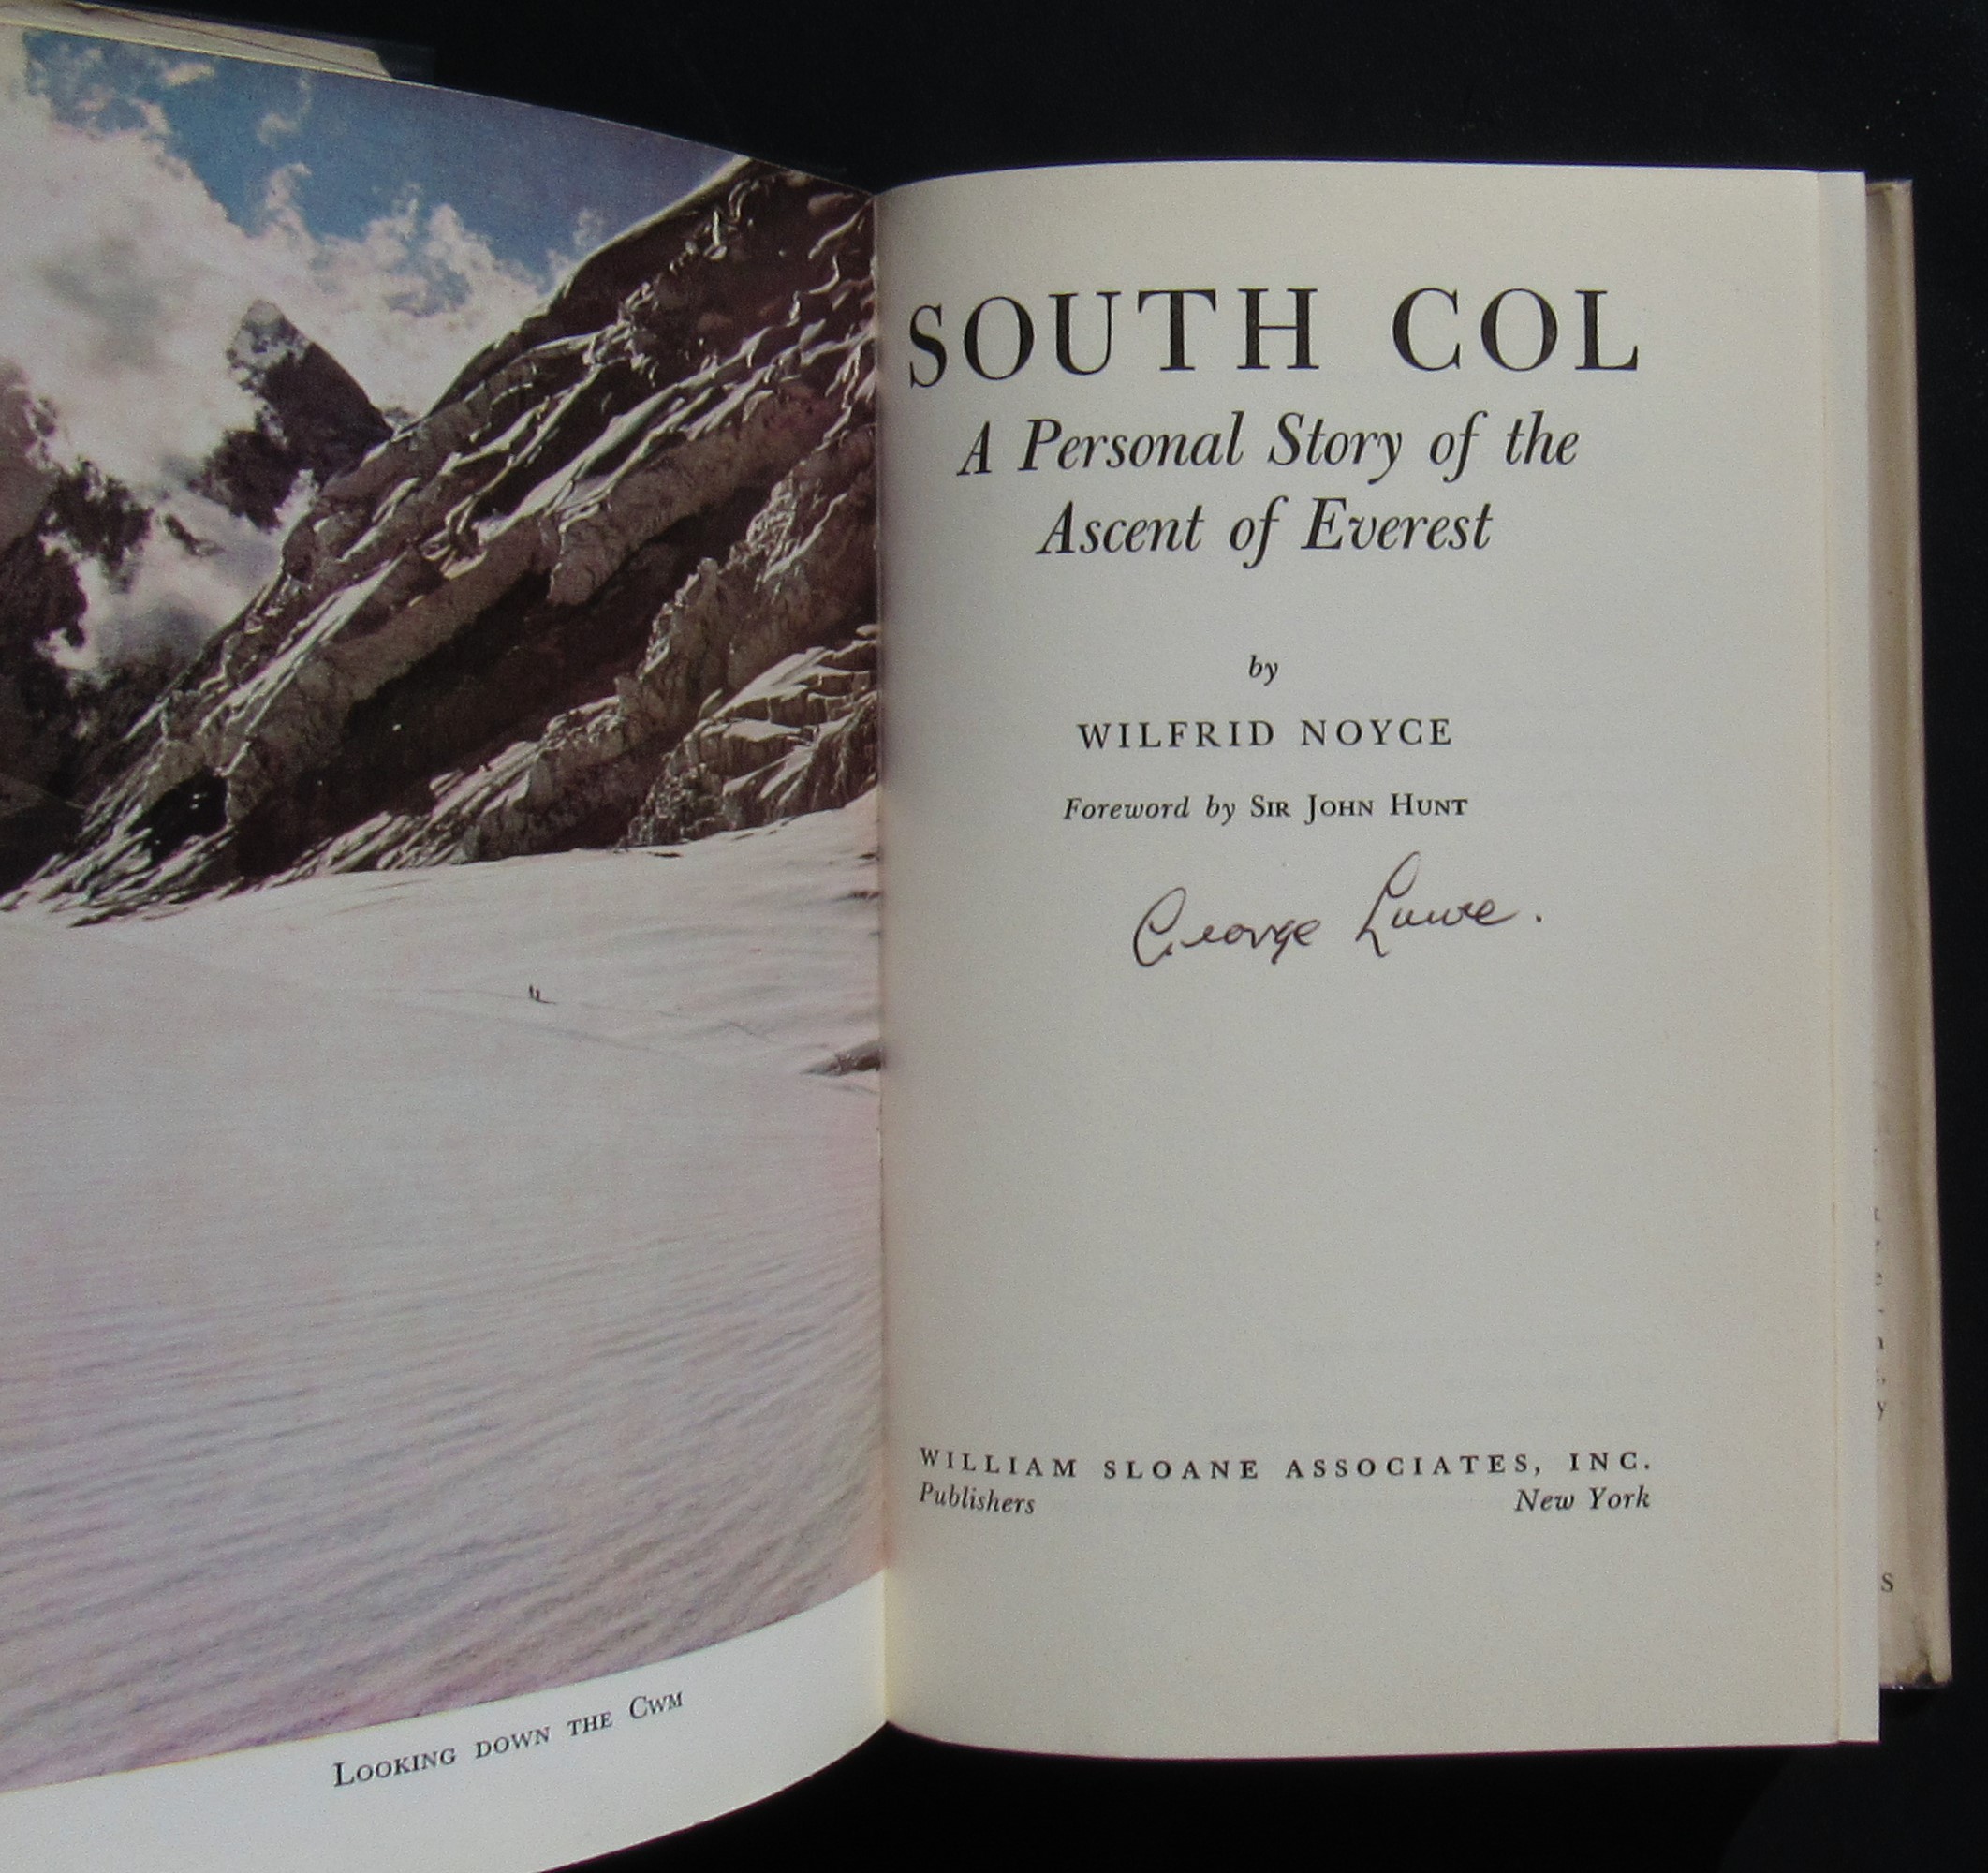 Looking down the Cwm
SOUTH COL
A Personal Story of the
Ascent of Everest
by
WILFRID NOYCE
Foreword by Sir John Hunt
George Lowe.
WILLIAM SLOANE ASSOCIATES, INC.
Publishers New York